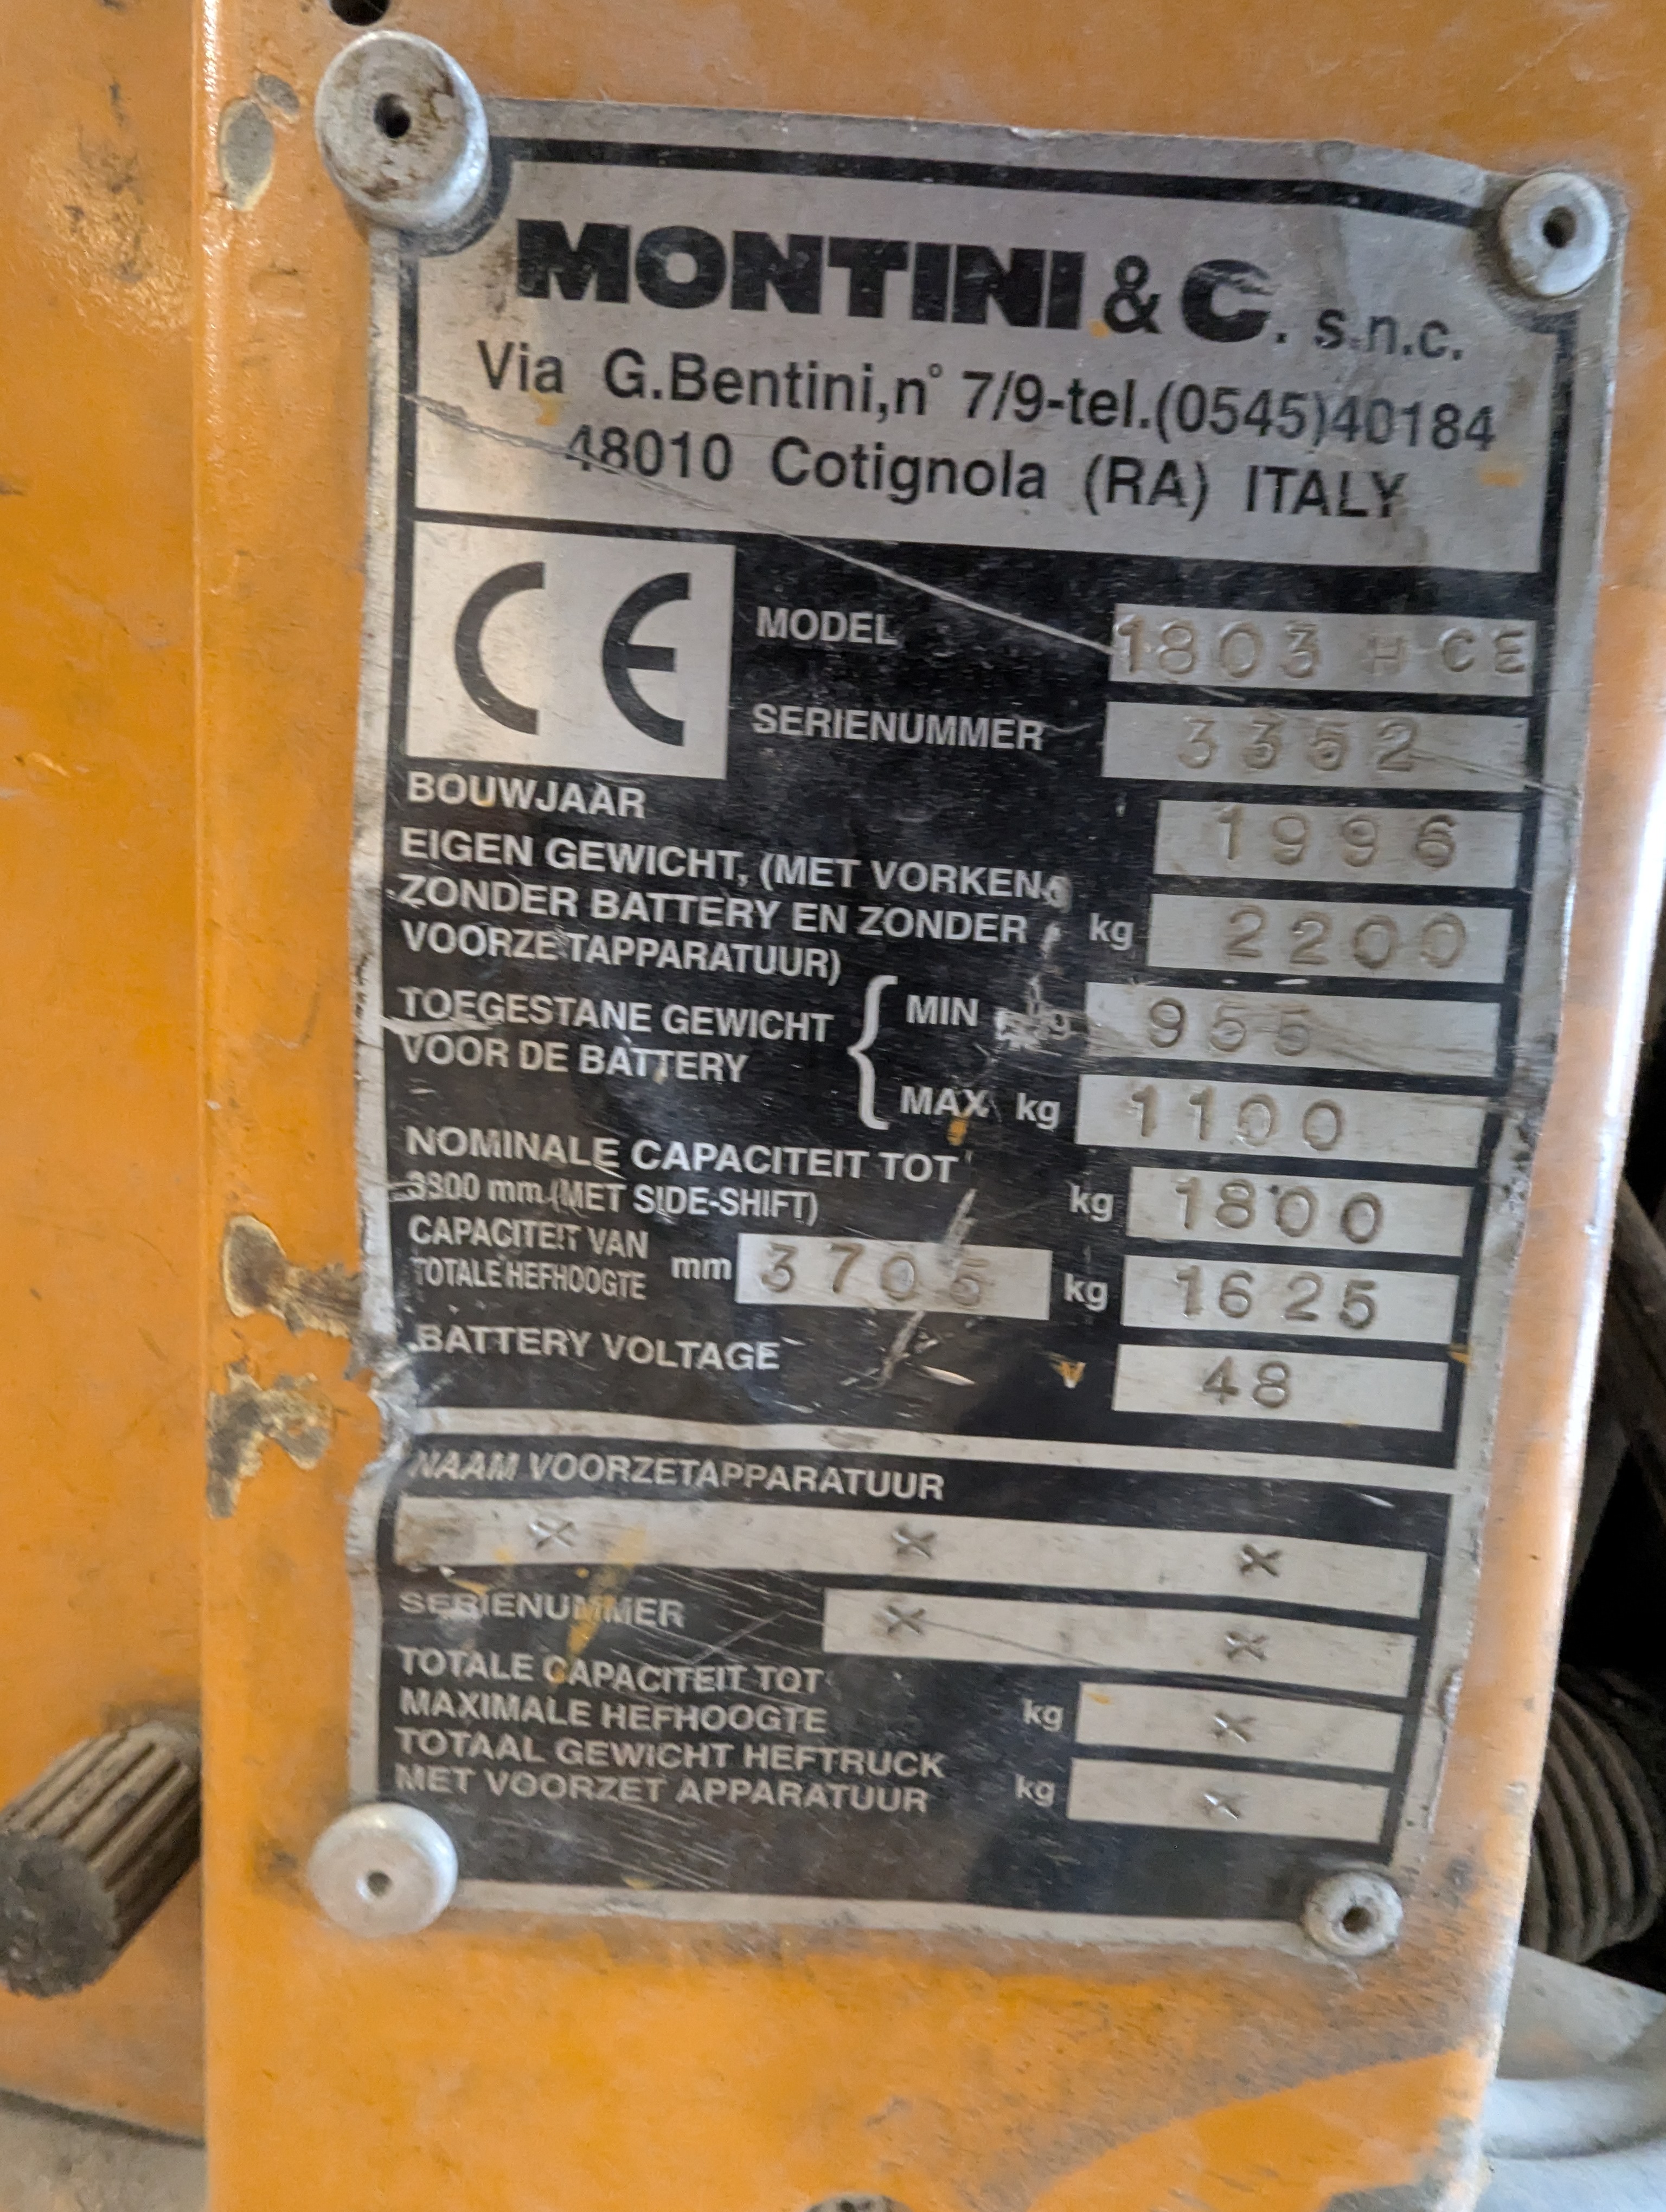 MONTINI & C. s.n.c.
Via G.Bentini,n° 7/9-tel.(0545)40184
48010 Cotignola (RA) ITALY
CE
MODEL 1803 H CE
SERIENUMMER 3352
BOUWJAAR 1996
EIGEN GEWICHT, (MET VORKEN,
ZONDER BATTERY EN ZONDER kg 2200
VOORZETAPPARATUUR)
TOEGESTANE GEWICHT { MIN kg 955
VOOR DE BATTERY MAX kg 1100
NOMINALE CAPACITEIT TOT
3300 mm (MET SIDE-SHIFT) kg 1800
CAPACITEIT VAN
TOTALE HEFHOOGTE mm 3705 kg 1625
BATTERY VOLTAGE V 48
NAAM VOORZETAPPARATUUR
X X X
SERIENUMMER X X
TOTALE CAPACITEIT TOT
MAXIMALE HEFHOOGTE kg X
TOTAAL GEWICHT HEFTRUCK
MET VOORZET APPARATUUR kg X